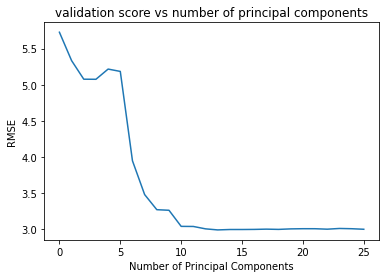 validation score vs number of principal components
5.5
5.0
4.5
4.0
3.5
3.0
RMSE
0 5 10 15 20 25
Number of Principal Components